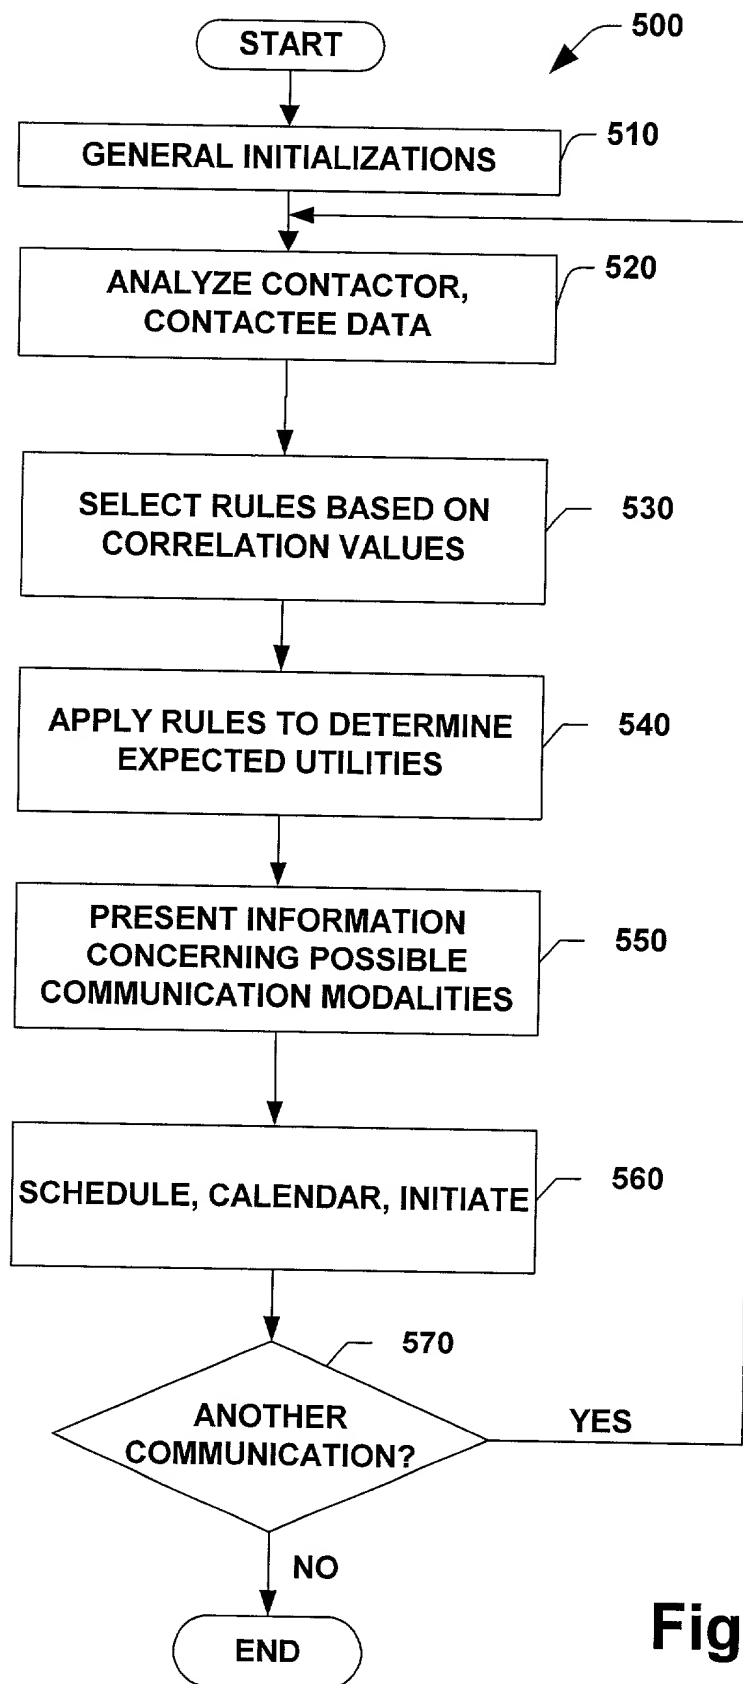 START
500
GENERAL INITIALIZATIONS
510
ANALYZE CONTACTOR,
CONTACTEE DATA
520
SELECT RULES BASED ON
CORRELATION VALUES
530
APPLY RULES TO DETERMINE
EXPECTED UTILITIES
540
PRESENT INFORMATION
CONCERNING POSSIBLE
COMMUNICATION MODALITIES
550
SCHEDULE, CALENDAR, INITIATE
560
570
ANOTHER
COMMUNICATION?
YES
NO
END
Fig